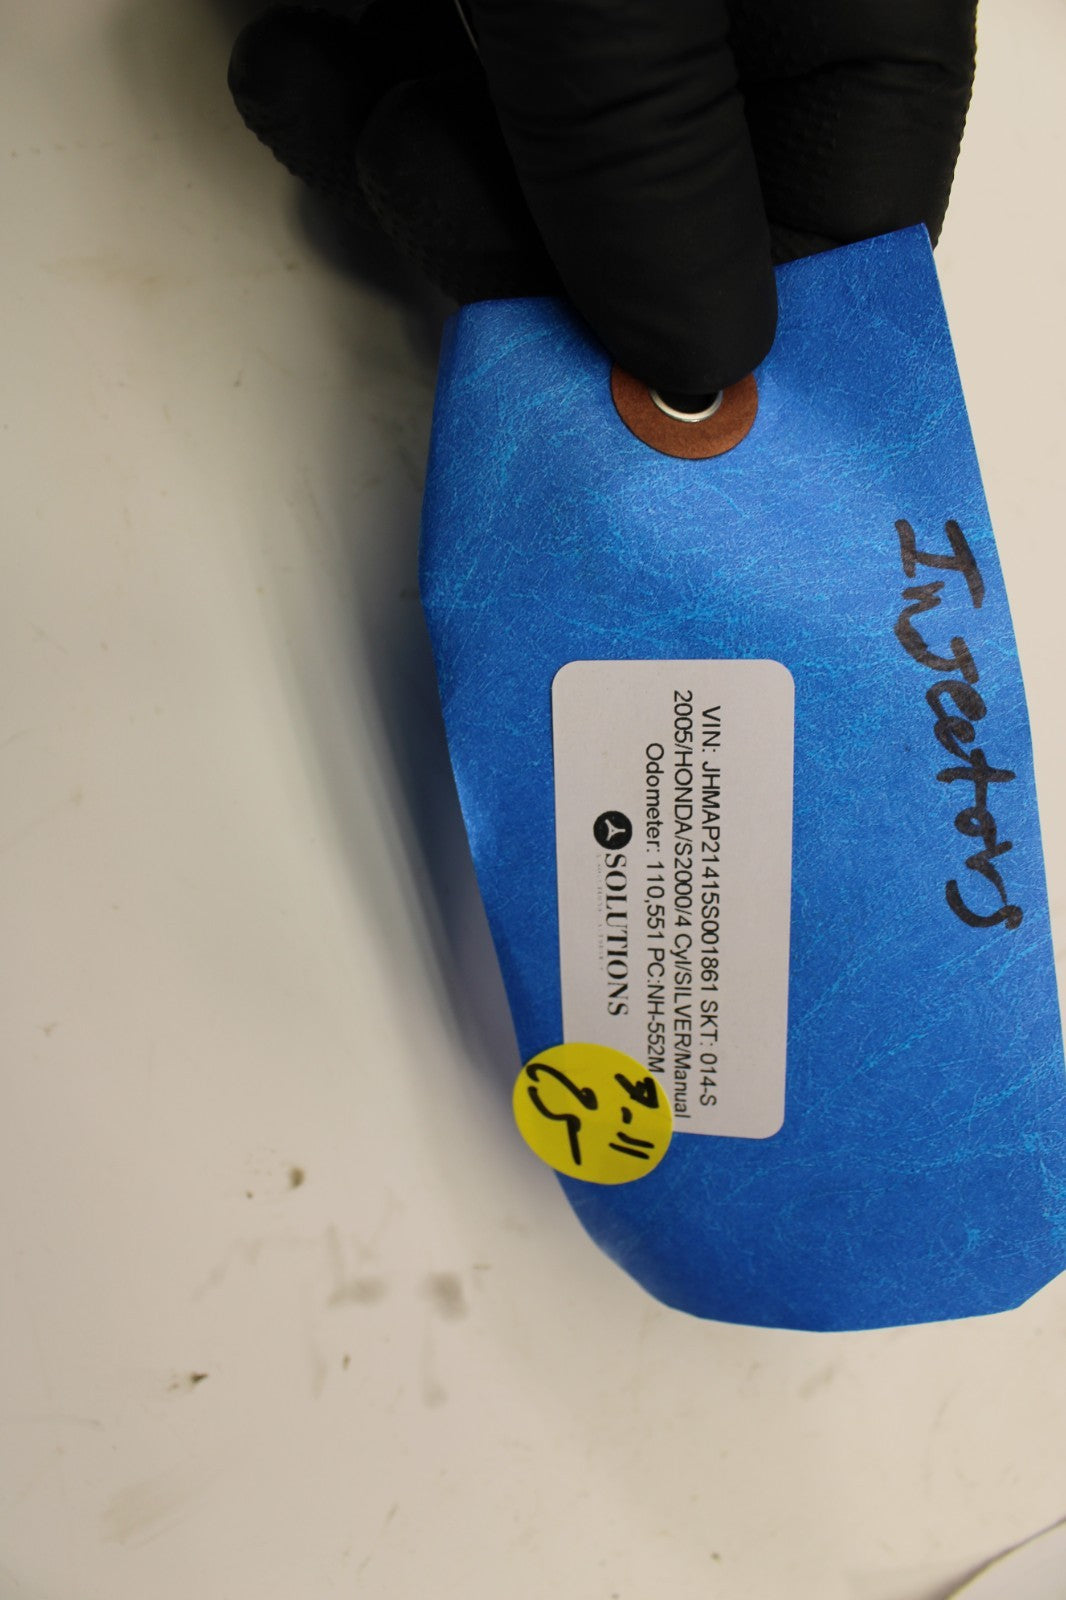 Injectors
VIN: JHMAP21415S001861 SKT: 014-S
2005/HONDA/S2000/4 Cyl/SILVER/Manual
Odometer: 110,551 PC:NH-552M
SOLUTIONS